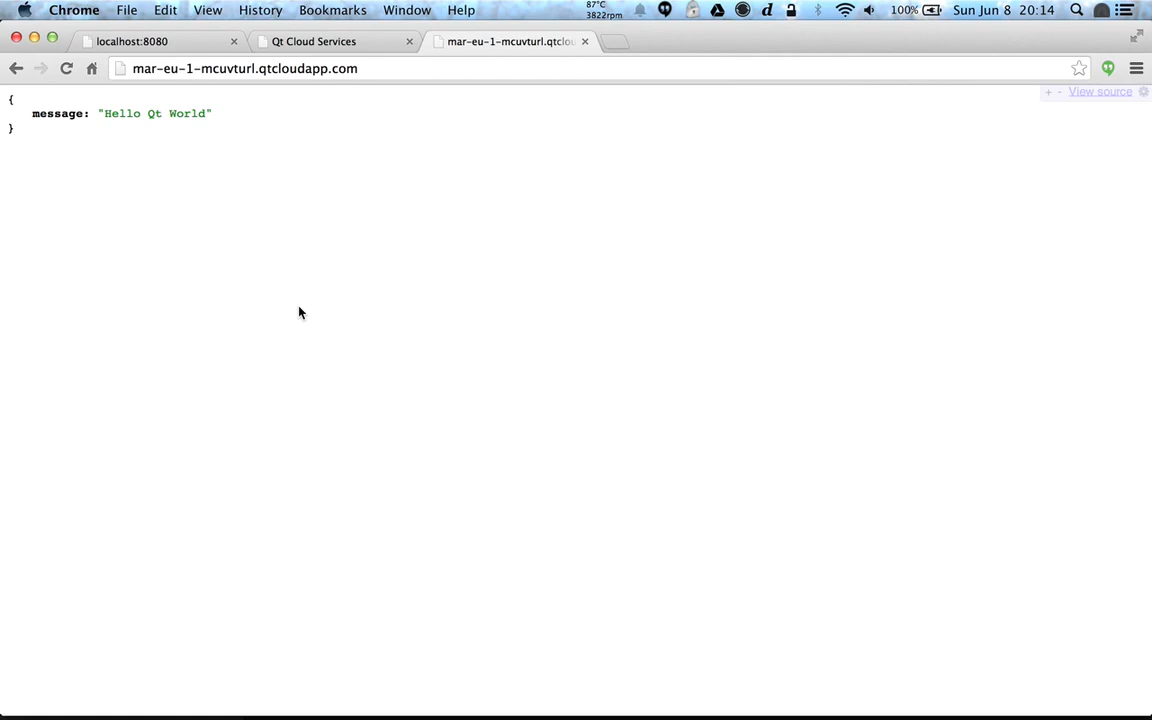 Chrome File Edit View History Bookmarks Window Help 87°C 3822rpm d 100% Sun Jun 8 20:14
localhost:8080 × Qt Cloud Services × mar-eu-1-mcuvturl.qtclou ×
mar-eu-1-mcuvturl.qtcloudapp.com
+ - View source
{
message: "Hello Qt World"
}